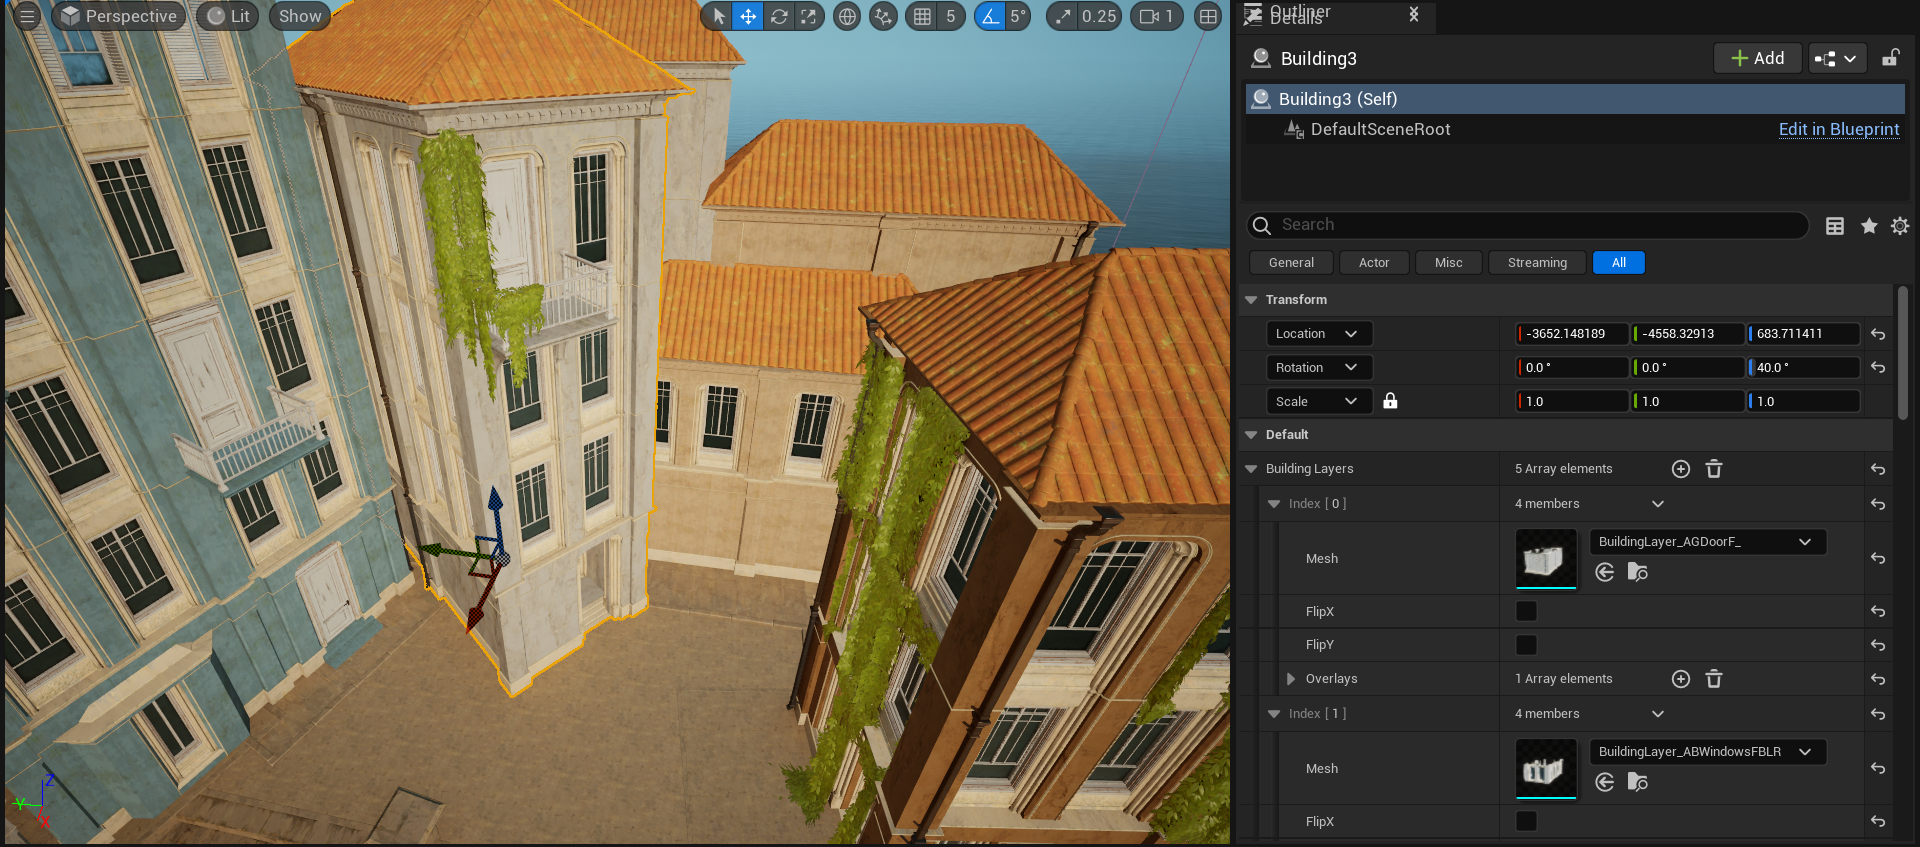 Perspective Lit Show 5 5° 0.25 1
Outliner
Details
Building3 Add
Building3 (Self)
DefaultSceneRoot Edit in Blueprint
Search
General Actor Misc Streaming All
Transform
Location -3652.148189 -4558.32913 683.711411
Rotation 0.0 ° 0.0 ° 40.0 °
Scale 1.0 1.0 1.0
Default
Building Layers 5 Array elements
Index [ 0 ] 4 members
Mesh BuildingLayer_AGDoorF_
FlipX
FlipY
Overlays 1 Array elements
Index [ 1 ] 4 members
Mesh BuildingLayer_ABWindowsFBLR
FlipX
Z
Y
X